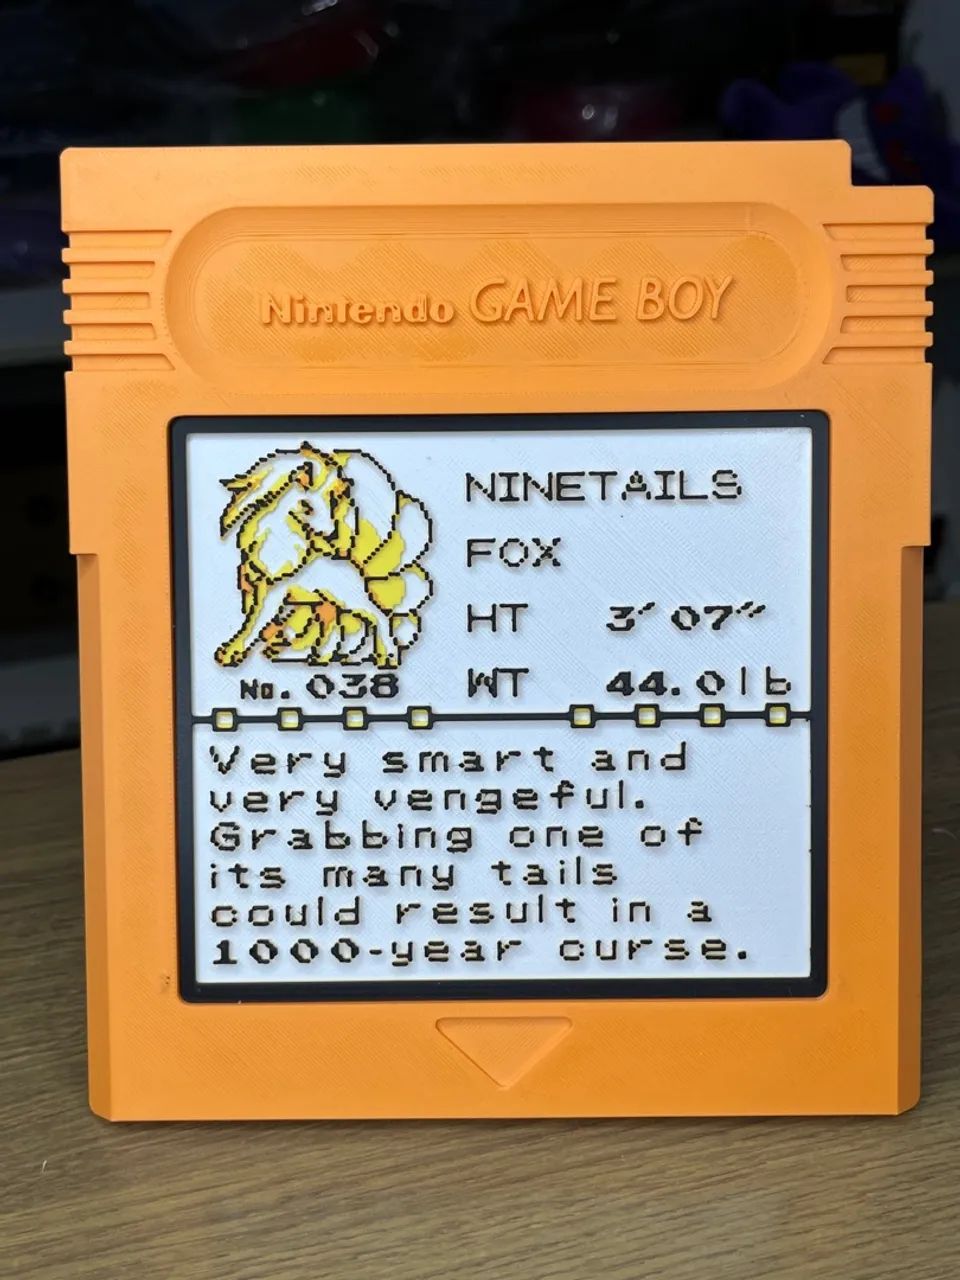 Nintendo GAME BOY
NINETAILS
FOX
HT 3′07″
WT 44.0lb
No. 038
Very smart and
very vengeful.
Grabbing one of
its many tails
could result in a
1000-year curse.